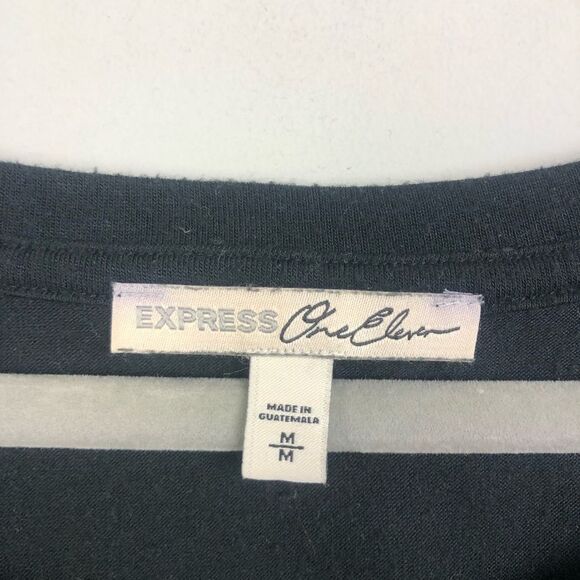 EXPRESS One Eleven
MADE IN
GUATEMALA
M
M